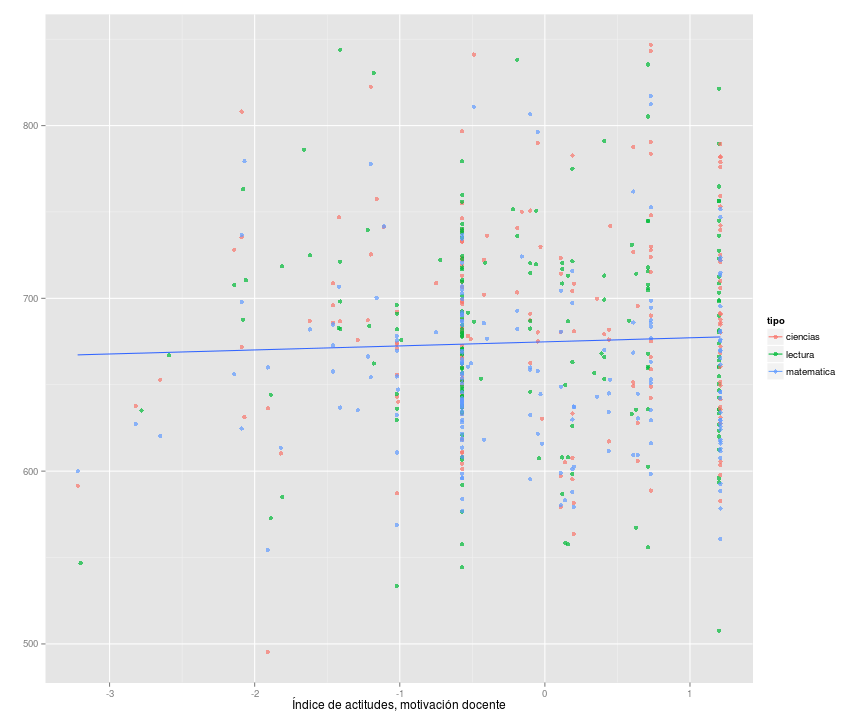 800
700
600
500
-3 -2 -1 0 1
Índice de actitudes, motivación docente
tipo
ciencias
lectura
matematica